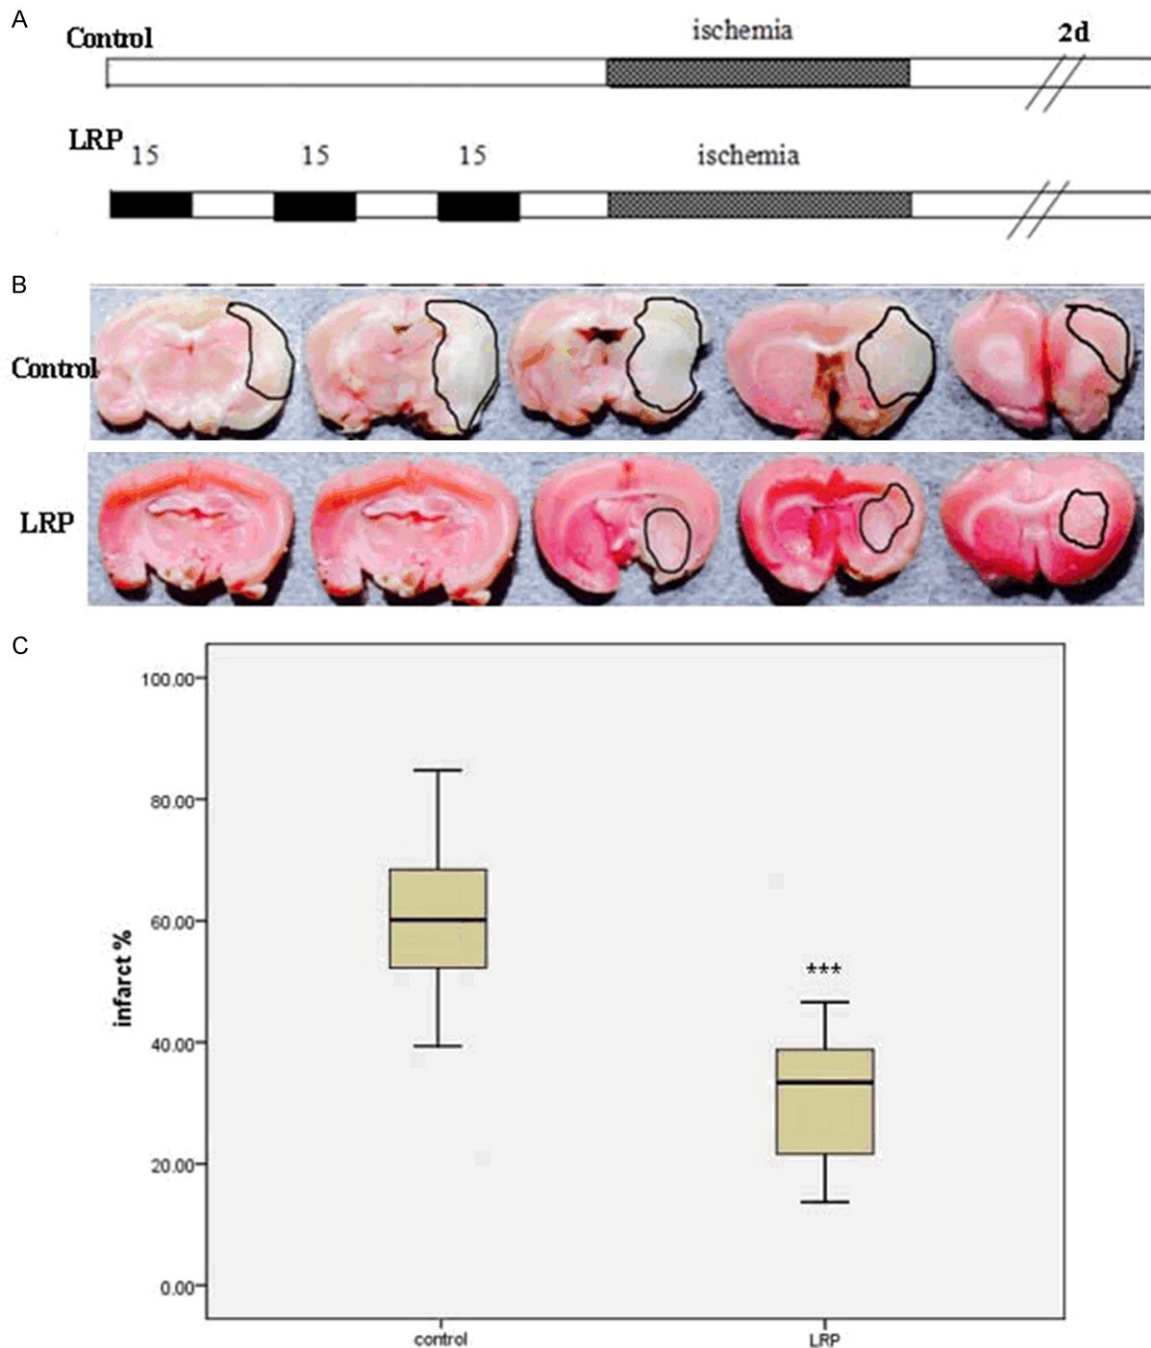 A
Control
ischemia
2d
LRP
15
15
15
ischemia
B
Control
LRP
C
100.00
80.00
60.00
40.00
20.00
0.00
infarct %
***
control
LRP